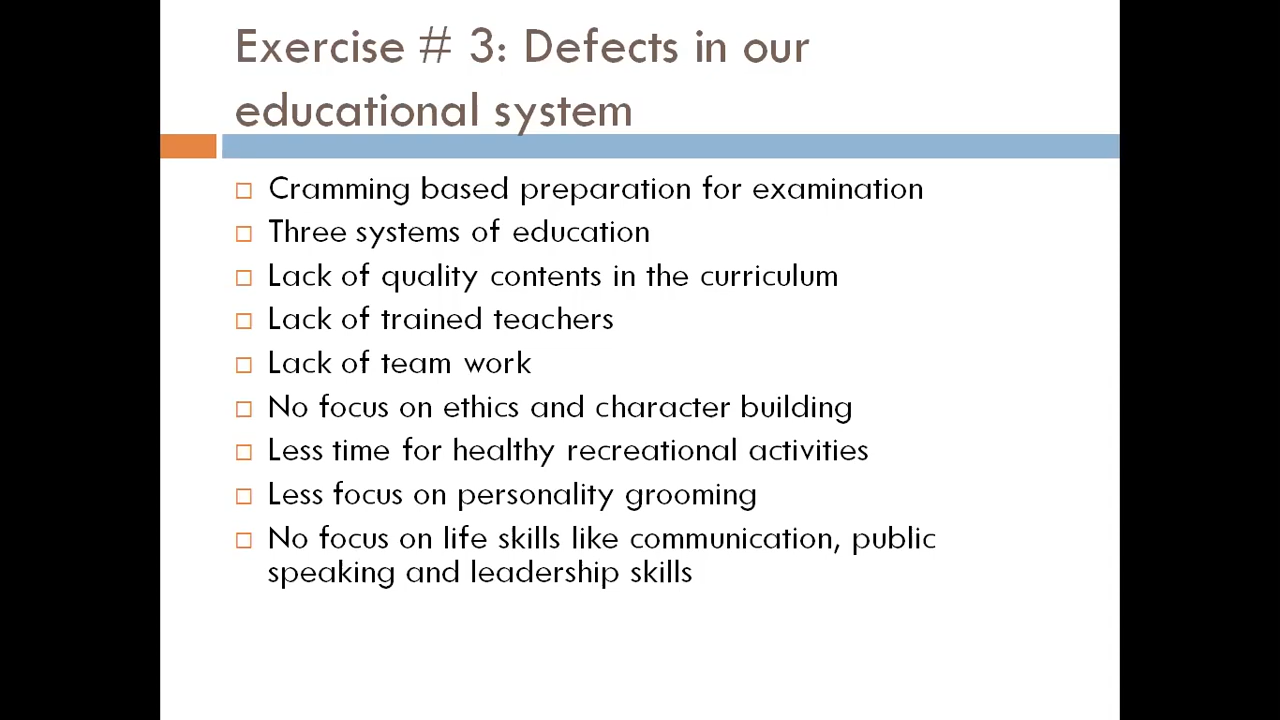 Exercise # 3: Defects in our
educational system
Cramming based preparation for examination
Three systems of education
Lack of quality contents in the curriculum
Lack of trained teachers
Lack of team work
No focus on ethics and character building
Less time for healthy recreational activities
Less focus on personality grooming
No focus on life skills like communication, public
speaking and leadership skills